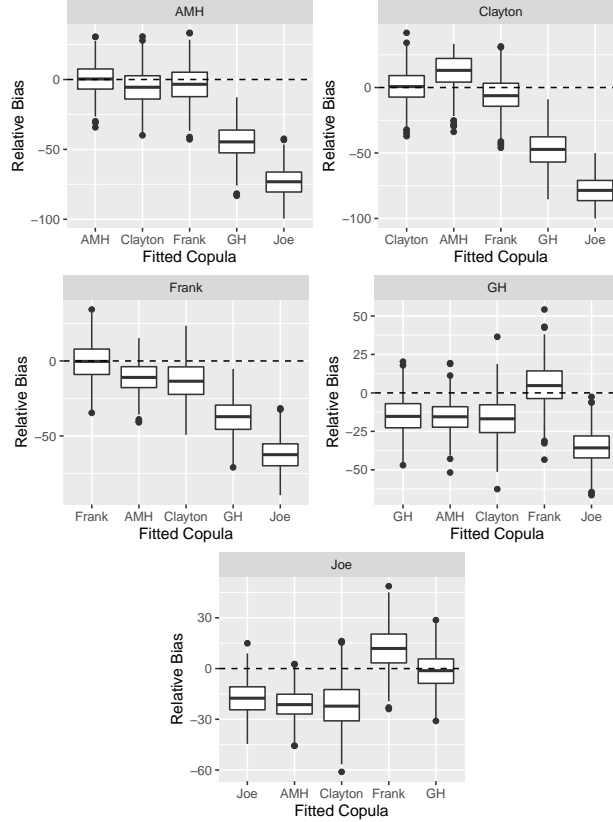 AMH
Relative Bias
0
−50
−100
AMH Clayton Frank GH Joe
Fitted Copula
Clayton
Relative Bias
0
−50
−100
Clayton AMH Frank GH Joe
Fitted Copula
Frank
Relative Bias
0
−50
Frank AMH Clayton GH Joe
Fitted Copula
GH
Relative Bias
50
25
0
−25
−50
GH AMH Clayton Frank Joe
Fitted Copula
Joe
Relative Bias
30
0
−30
−60
Joe AMH Clayton Frank GH
Fitted Copula